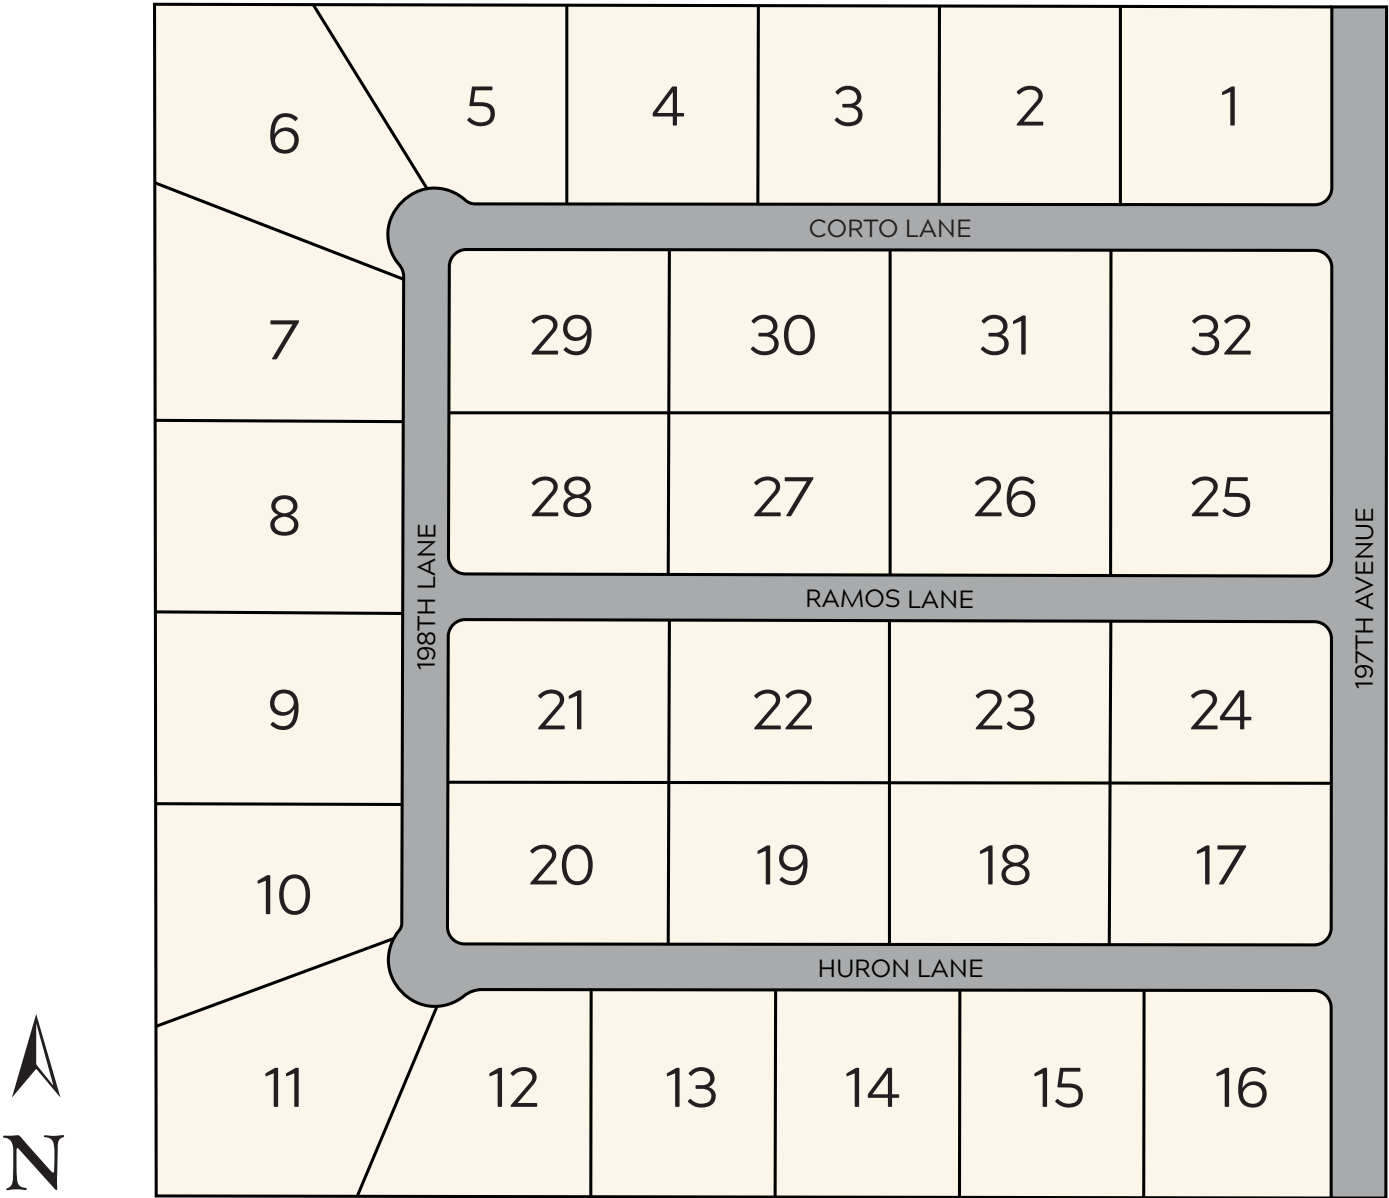 5 4 3 2 1
6
CORTO LANE
29 30 31 32
7
28 27 26 25
8
198TH LANE
RAMOS LANE
197TH AVENUE
9
21 22 23 24
20 19 18 17
10
HURON LANE
11 12 13 14 15 16
N